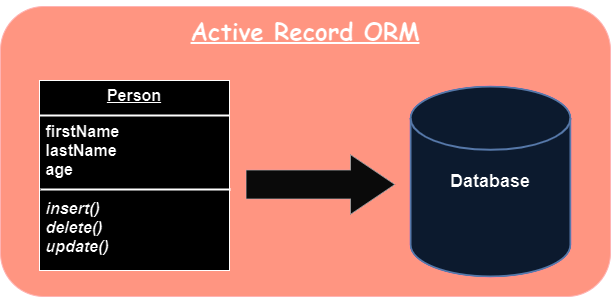 Active Record ORM
Person
firstName
lastName
age
insert()
delete()
update()
Database